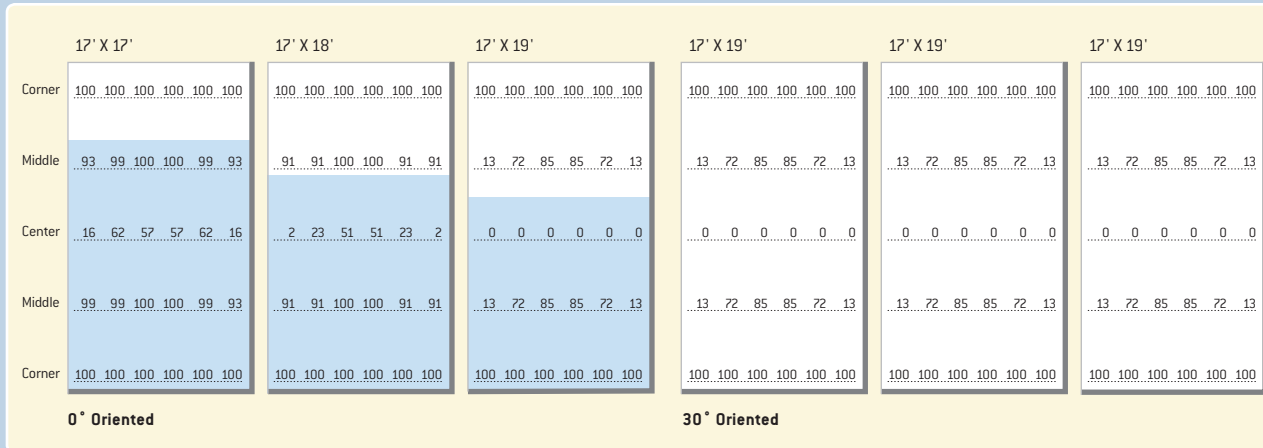 17' X 17' 17' X 18' 17' X 19' 17' X 19' 17' X 19' 17' X 19'
Corner 100 100 100 100 100 100 100 100 100 100 100 100 100 100 100 100 100 100 100 100 100 100 100 100 100 100 100 100 100 100 100 100 100 100 100 100
Middle 93 99 100 100 99 93 91 91 100 100 91 91 13 72 85 85 72 13 13 72 85 85 72 13 13 72 85 85 72 13 13 72 85 85 72 13
Center 16 62 57 57 62 16 2 23 51 51 23 2 0 0 0 0 0 0 0 0 0 0 0 0 0 0 0 0 0 0 0 0 0 0 0 0
Middle 99 99 100 100 99 93 91 91 100 100 91 91 13 72 85 85 72 13 13 72 85 85 72 13 13 72 85 85 72 13 13 72 85 85 72 13
Corner 100 100 100 100 100 100 100 100 100 100 100 100 100 100 100 100 100 100 100 100 100 100 100 100 100 100 100 100 100 100 100 100 100 100 100 100
0° Oriented 30° Oriented